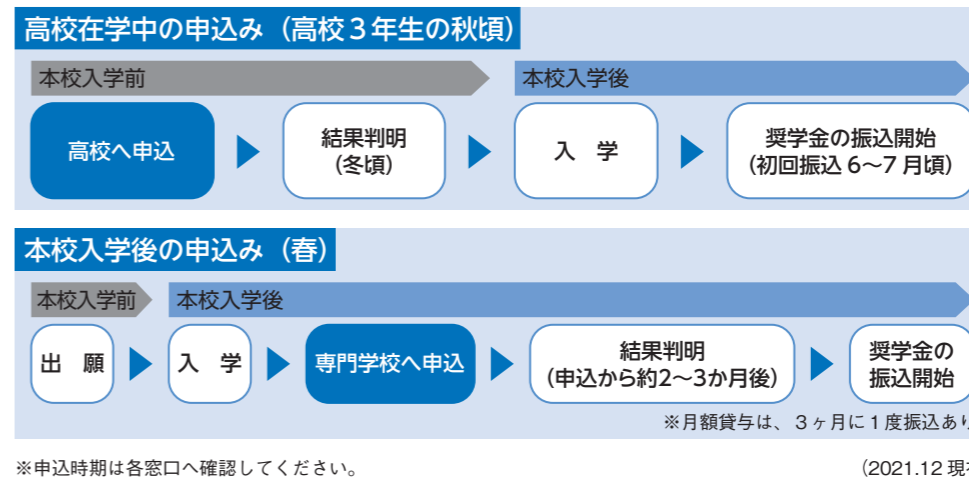 高校在学中の申込み（高校３年生の秋頃）
本校入学前
本校入学後
高校へ申込
結果判明
（冬頃）
入　学
奨学金の振込開始
（初回振込 6〜7 月頃）
本校入学後の申込み（春）
本校入学前
本校入学後
出　願
入　学
専門学校へ申込
結果判明
（申込から約2〜3か月後）
奨学金の
振込開始
※月額貸与は、３ヶ月に１度振込あり
※申込時期は各窓口へ確認してください。
（2021.12 現